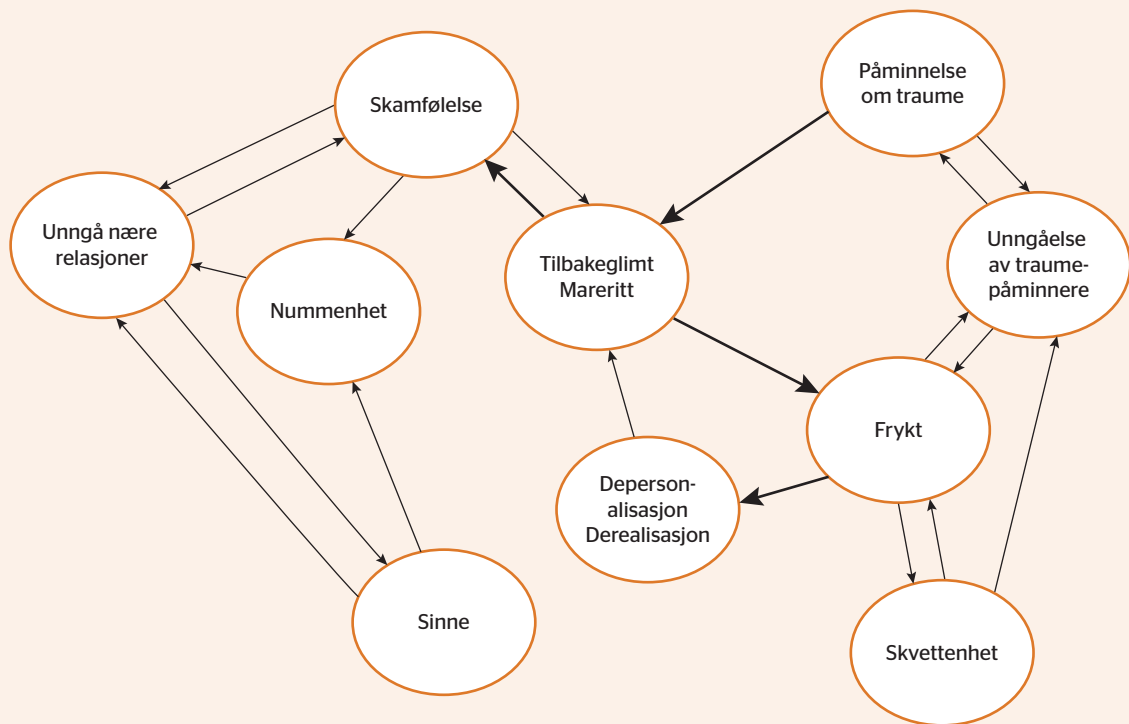 Skamfølelse
Påminnelse
om traume
Unngå nære
relasjoner
Nummenhet
Tilbakeglimt
Mareritt
Unngåelse
av traume-
påminnere
Frykt
Deperson-
alisasjon
Derealisasjon
Sinne
Skvettenhet